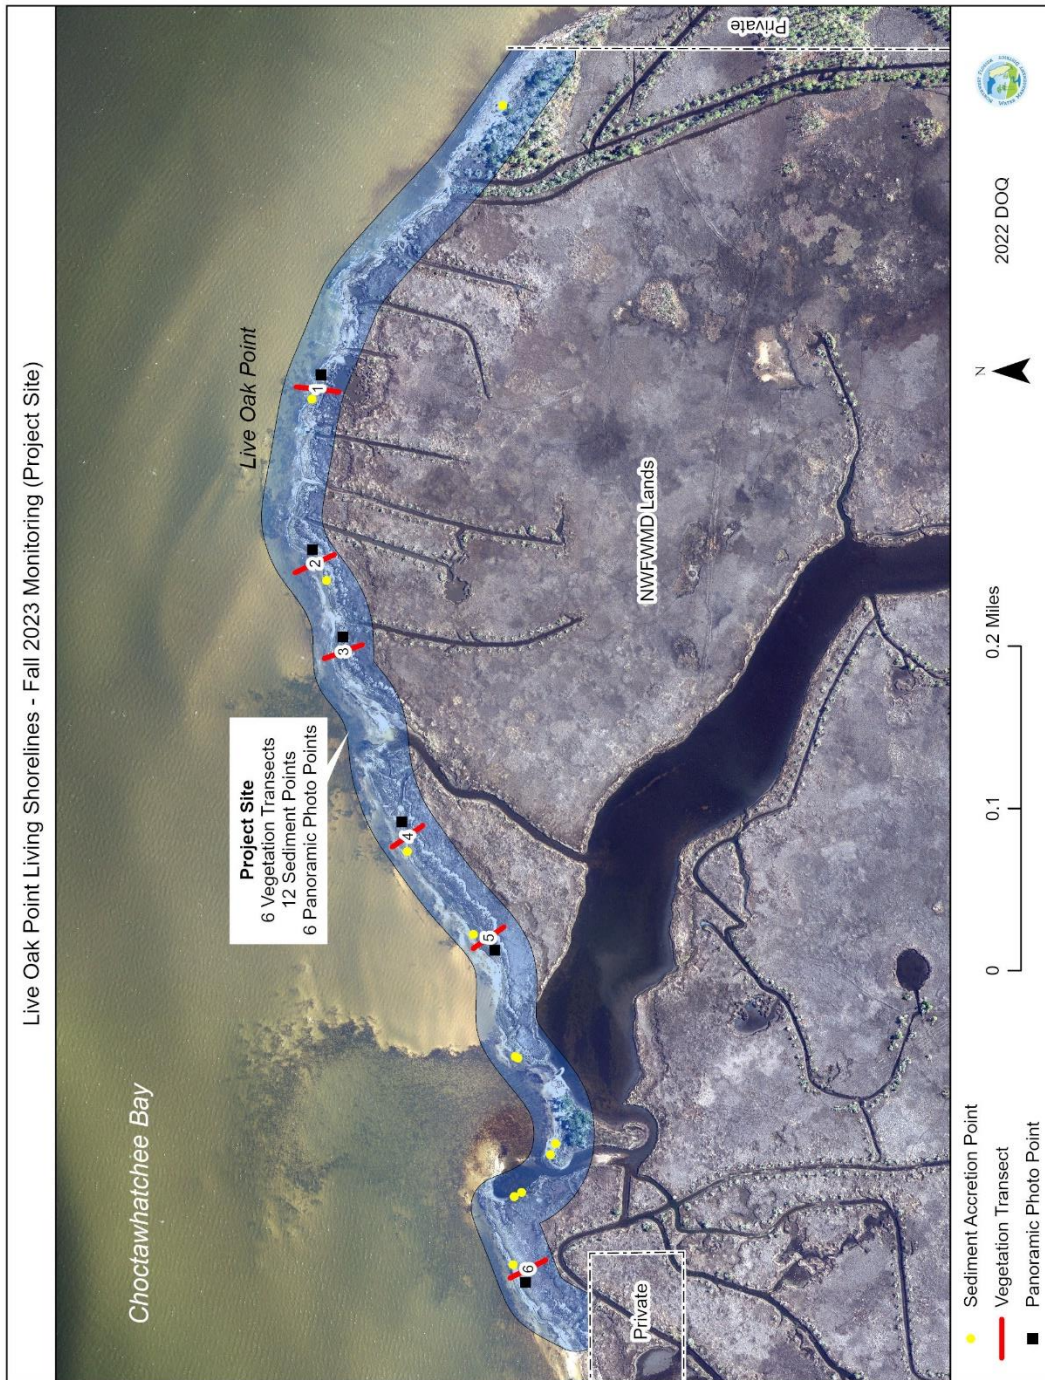 Live Oak Point Living Shorelines - Fall 2023 Monitoring (Project Site)
Choctawhatchee Bay
Live Oak Point
Project Site
6 Vegetation Transects
12 Sediment Points
6 Panoramic Photo Points
6
5
4
3
2
1
Private
NWFWMD Lands
Private
Sediment Accretion Point
Vegetation Transect
Panoramic Photo Point
0
0.1
0.2 Miles
N
2022 DOQ